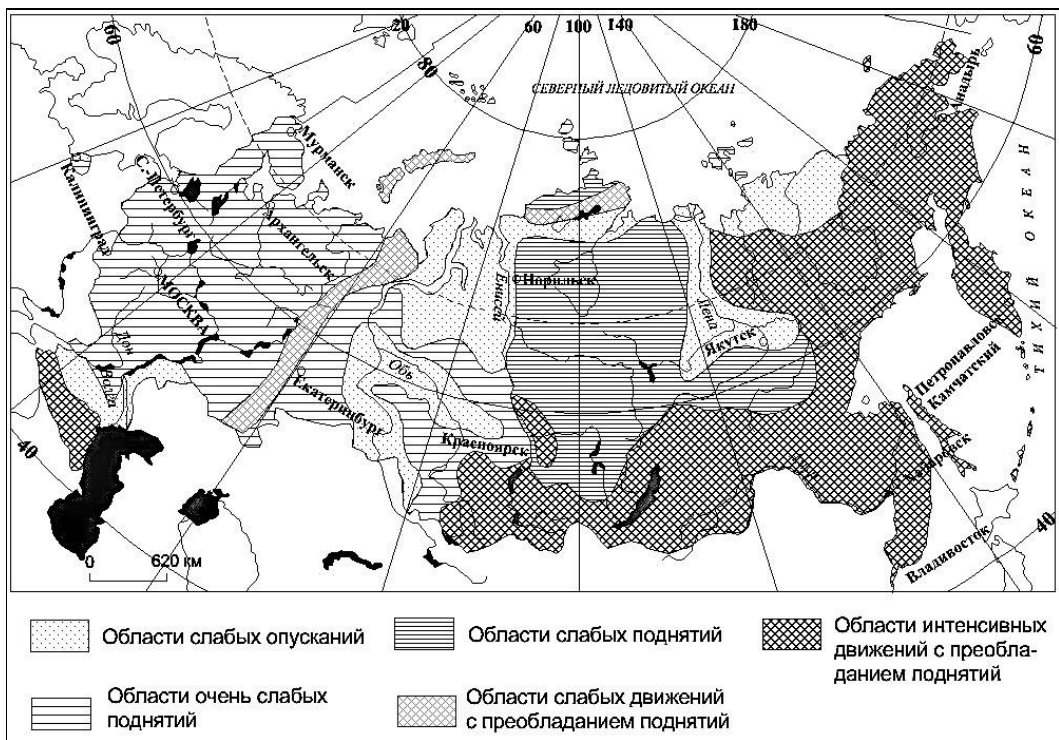 60
20
60
100
140
180
60
80
СЕВЕРНЫЙ ЛЕДОВИТЫЙ ОКЕАН
Анадырь
Мурманск
С.-Петербург
Калининград
Архангельск
МОСКВА
Енисей
Норильск
Лена
Якутск
Дон
Волга
Обь
Екатеринбург
Красноярск
Петропавловск
Камчатский
Хабаровск
Владивосток
ТИХИЙ ОКЕАН
40
40
0 620 км
Области слабых опусканий
Области слабых поднятий
Области интенсивных
движений с преобла-
данием поднятий
Области очень слабых
поднятий
Области слабых движений
с преобладанием поднятий